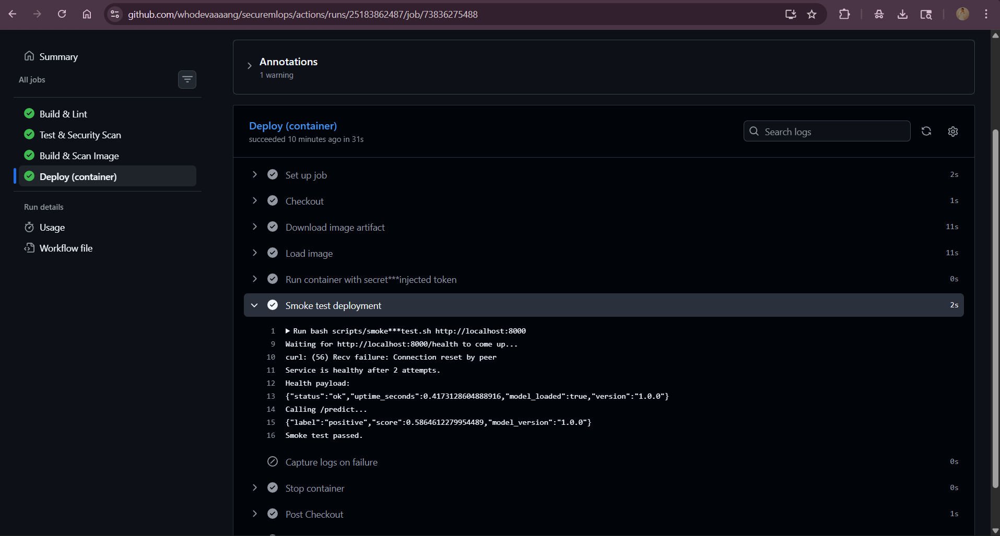 github.com/whodevaaaang/securemlops/actions/runs/25183862487/job/73836275488
Summary
All jobs
Build & Lint
Test & Security Scan
Build & Scan Image
Deploy (container)
Run details
Usage
Workflow file
Annotations
1 warning
Deploy (container)
succeeded 10 minutes ago in 31s
Search logs
Set up job 2s
Checkout 1s
Download image artifact 11s
Load image 11s
Run container with secret***injected token 0s
Smoke test deployment 2s
1 Run bash scripts/smoke***test.sh http://localhost:8000
9 Waiting for http://localhost:8000/health to come up...
10 curl: (56) Recv failure: Connection reset by peer
11 Service is healthy after 2 attempts.
12 Health payload:
13 {"status":"ok","uptime_seconds":0.4173128604888916,"model_loaded":true,"version":"1.0.0"}
14 Calling /predict...
15 {"label":"positive","score":0.5864612279954489,"model_version":"1.0.0"}
16 Smoke test passed.
Capture logs on failure 0s
Stop container 0s
Post Checkout 1s